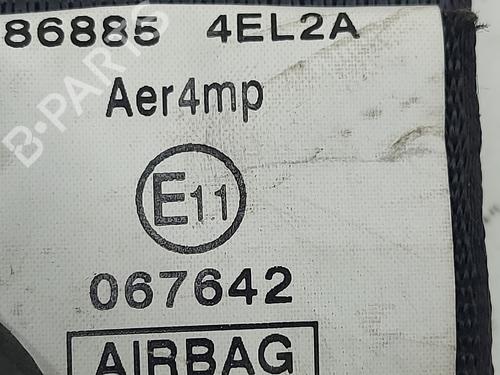 86885 4EL2A
Aer4mp
E11
067642
AIRBAG
B-PARTS